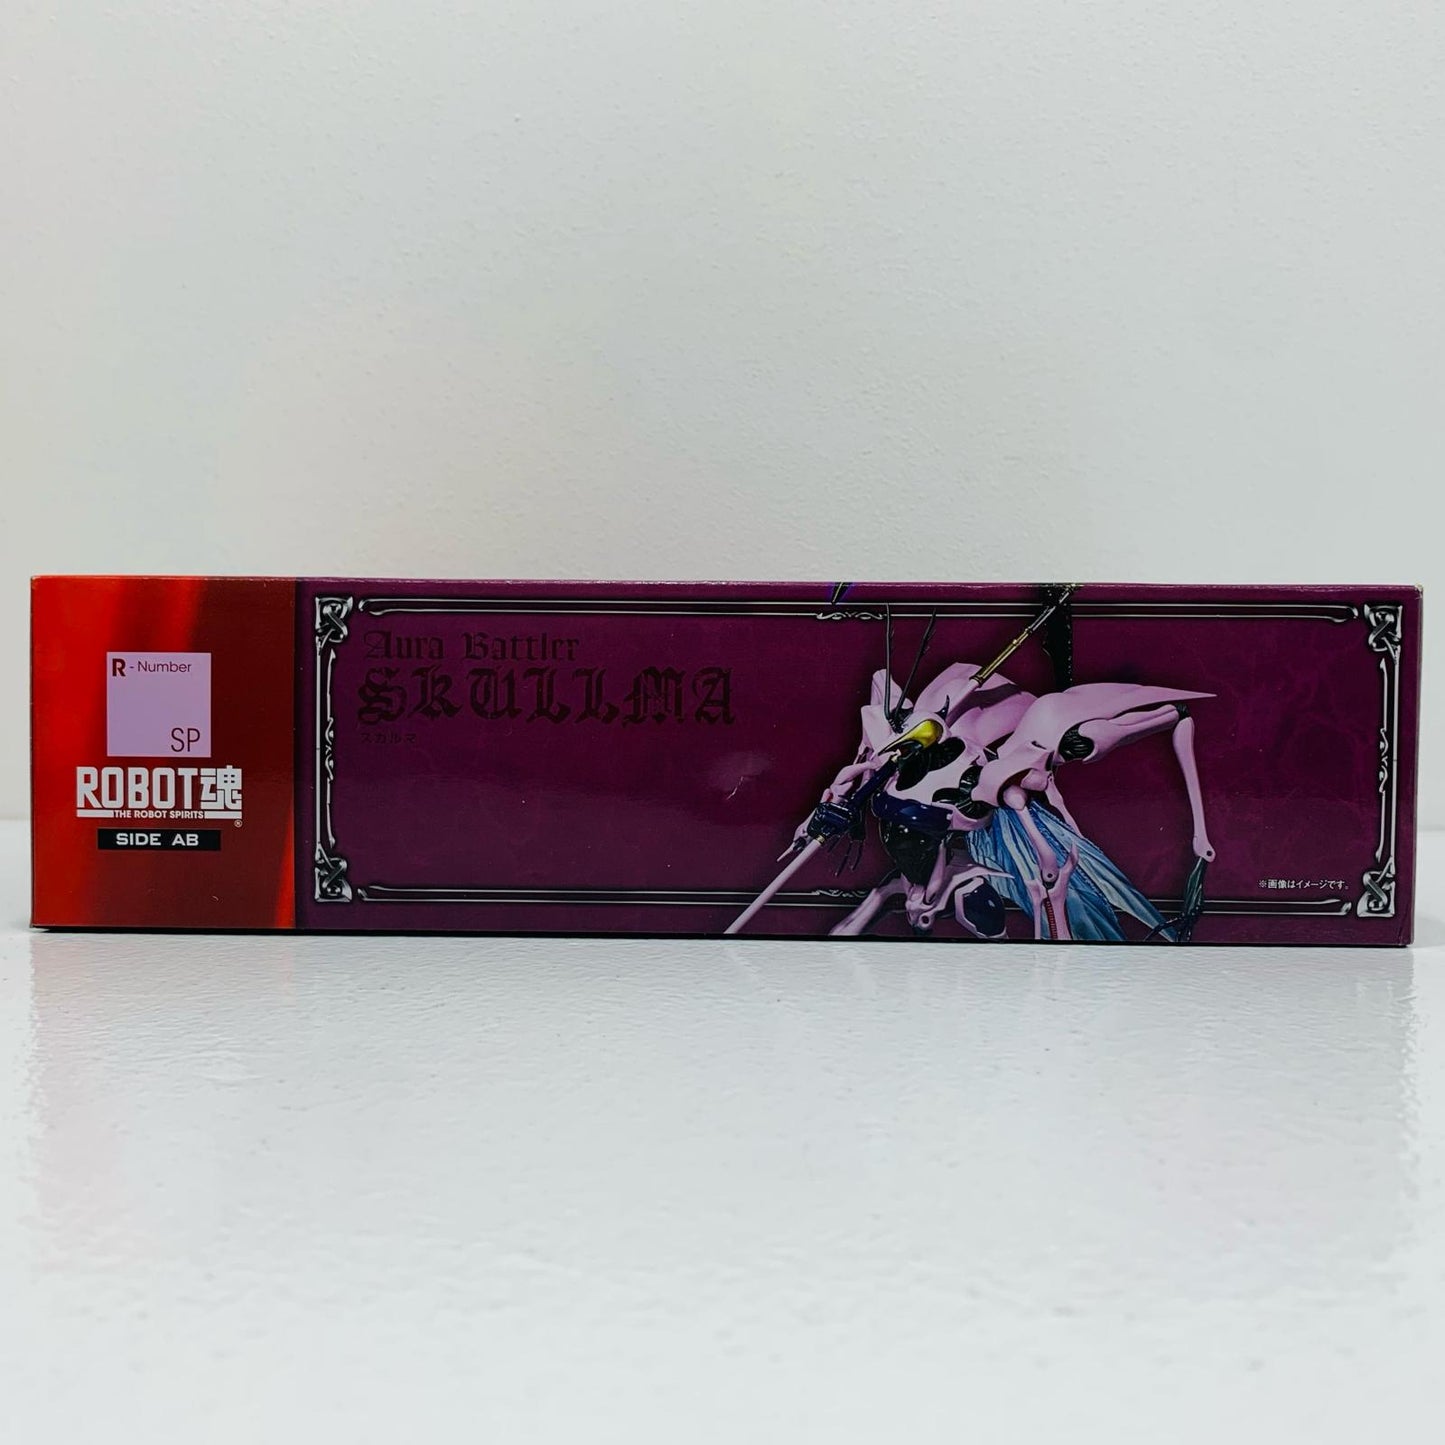 R - Number
SP
ROBOT魂
THE ROBOT SPIRITS
®
SIDE AB
Aura Battler
SKULLMA
スカルマ
※画像はイメージです。